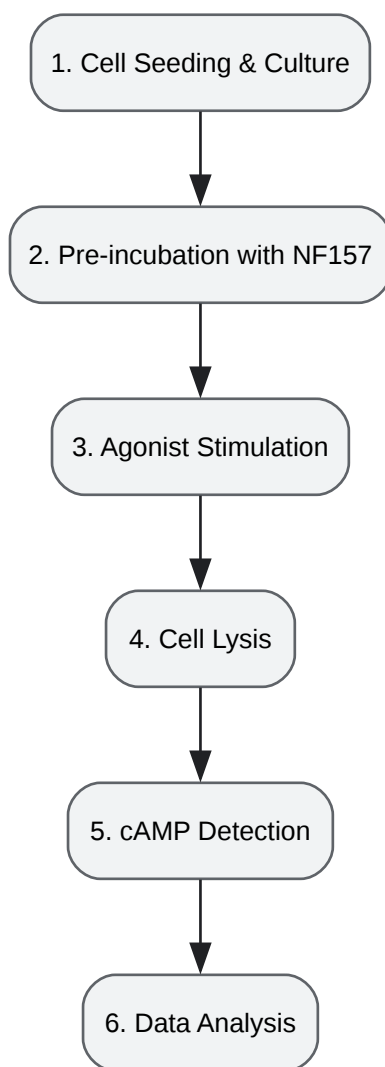 1. Cell Seeding & Culture
2. Pre-incubation with NF157
3. Agonist Stimulation
4. Cell Lysis
5. cAMP Detection
6. Data Analysis